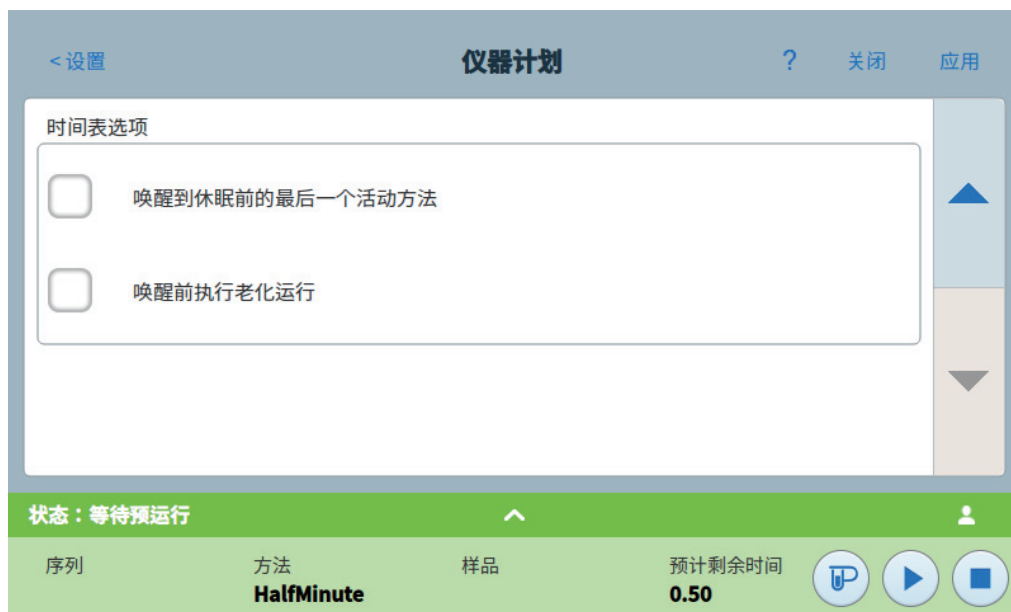 < 设置 仪器计划 ? 关闭 应用
时间表选项
唤醒到休眠前的最后一个活动方法
唤醒前执行老化运行
状态：等待预运行
序列 方法 样品 预计剩余时间
HalfMinute 0.50